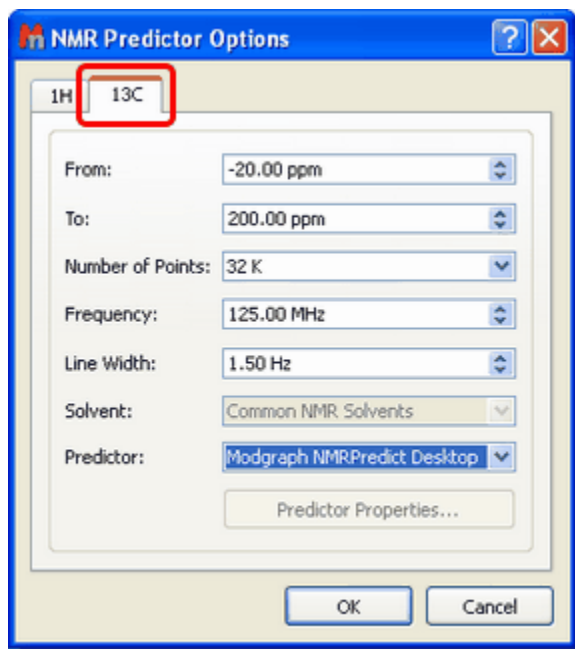 NMR Predictor Options
1H 13C
From: -20.00 ppm
To: 200.00 ppm
Number of Points: 32 K
Frequency: 125.00 MHz
Line Width: 1.50 Hz
Solvent: Common NMR Solvents
Predictor: Modgraph NMRPredict Desktop
Predictor Properties...
OK Cancel